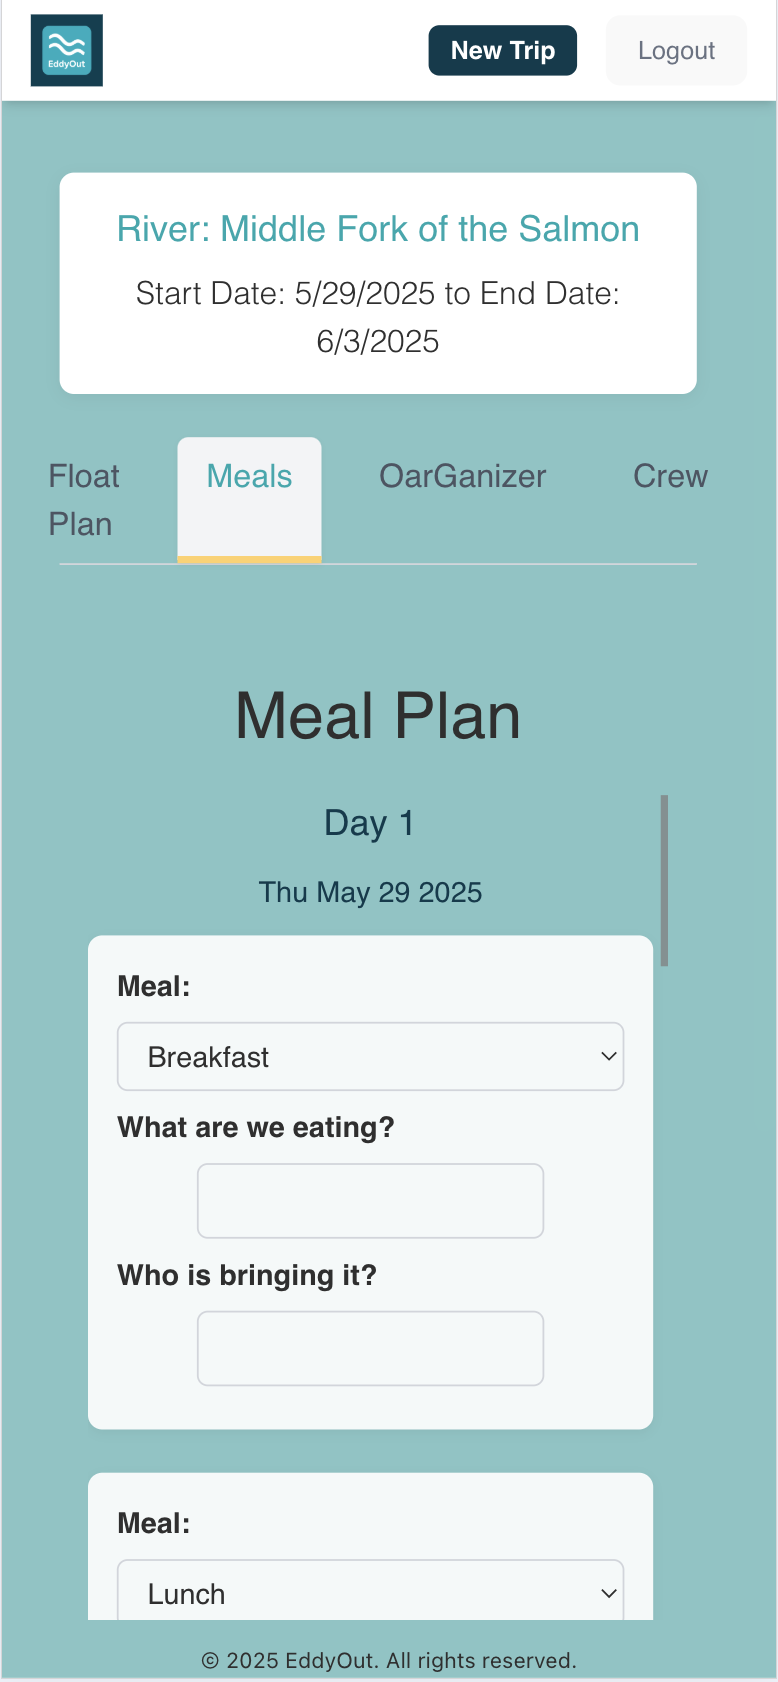 EddyOut
New Trip
Logout
River: Middle Fork of the Salmon
Start Date: 5/29/2025 to End Date:
6/3/2025
Float
Plan
Meals
OarGanizer
Crew
Meal Plan
Day 1
Thu May 29 2025
Meal:
Breakfast
What are we eating?
Who is bringing it?
Meal:
Lunch
© 2025 EddyOut. All rights reserved.